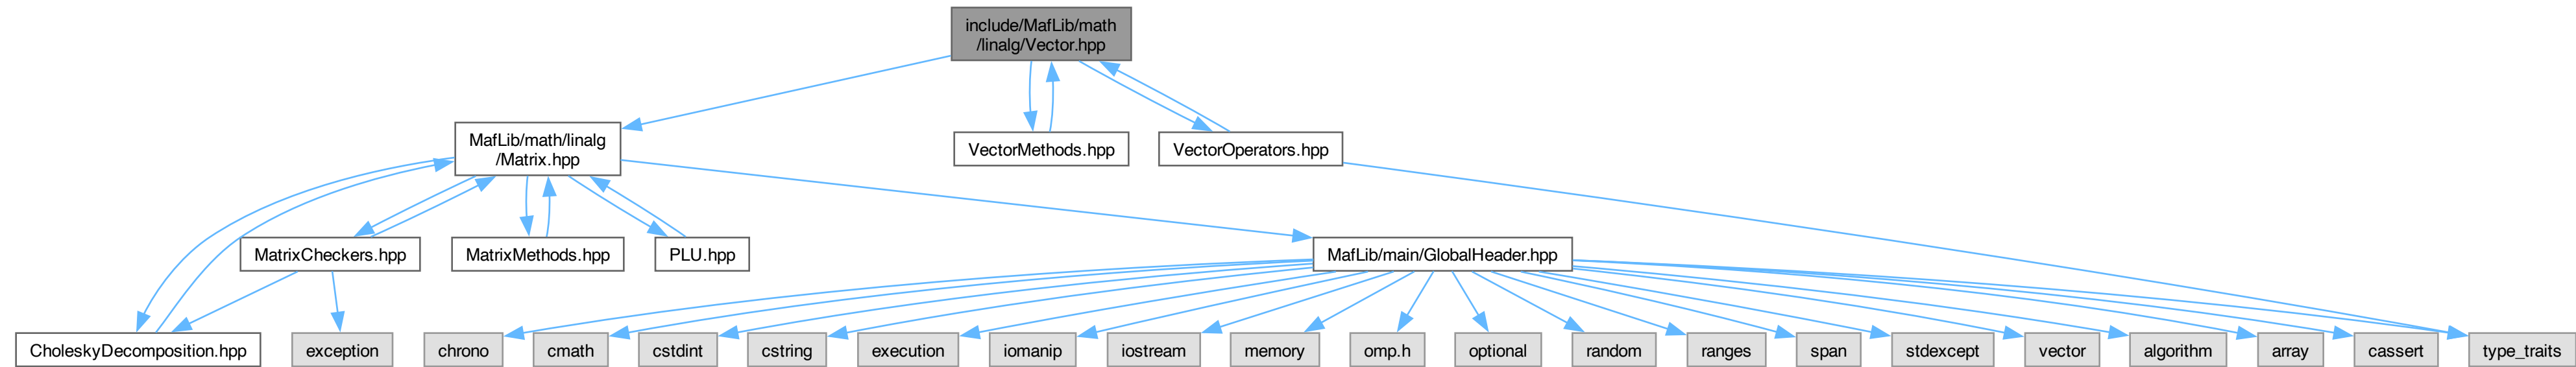 include/MafLib/math
/linalg/Vector.hpp
MafLib/math/linalg
/Matrix.hpp
VectorMethods.hpp
VectorOperators.hpp
MatrixCheckers.hpp
MatrixMethods.hpp
PLU.hpp
MafLib/main/GlobalHeader.hpp
CholeskyDecomposition.hpp
exception
chrono
cmath
cstdint
cstring
execution
iomanip
iostream
memory
omp.h
optional
random
ranges
span
stdexcept
vector
algorithm
array
cassert
type_traits